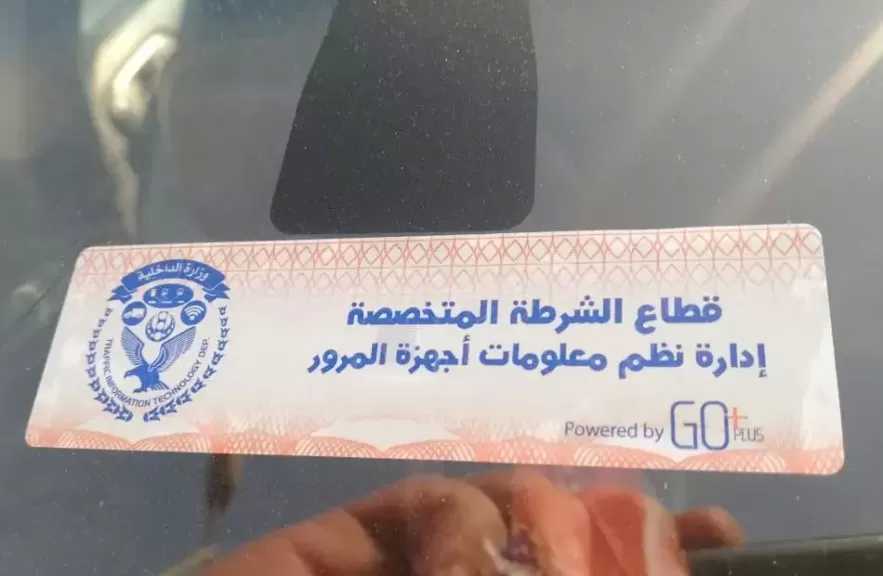 وزارة الداخلية
TRAFFIC INFORMATION TECHNOLOGY DEP.
قطاع الشرطة المتخصصة
إدارة نظم معلومات أجهزة المرور
Powered by GO+ PLUS